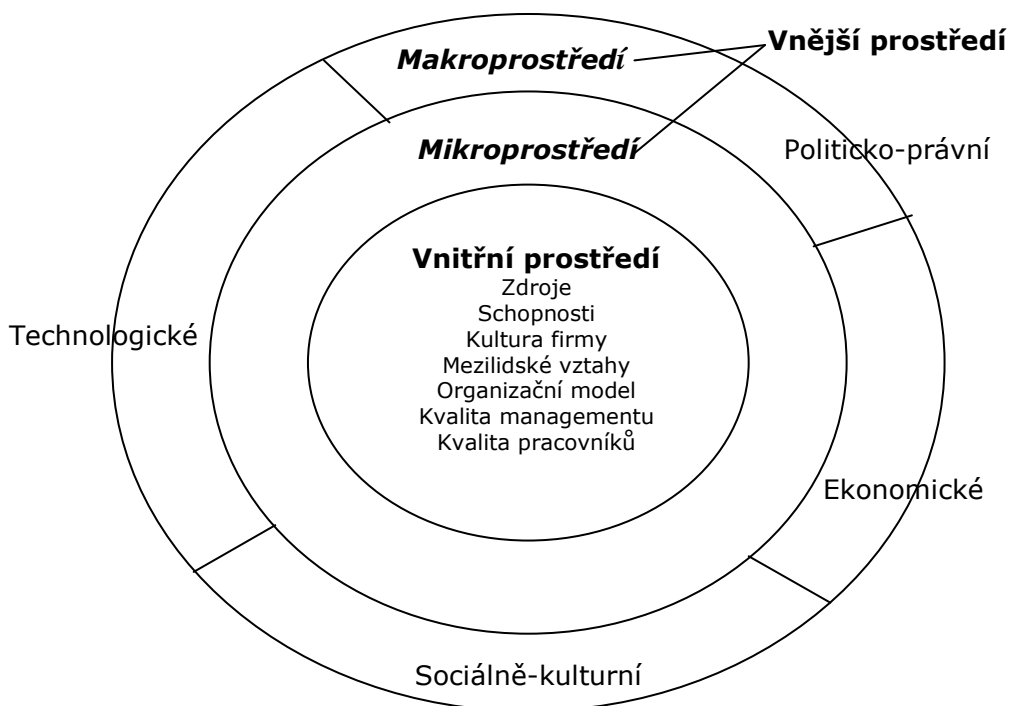 Vnější prostředí
Makroprostředí
Mikroprostředí
Politicko-právní
Vnitřní prostředí
Zdroje
Schopnosti
Kultura firmy
Mezilidské vztahy
Organizační model
Kvalita managementu
Kvalita pracovníků
Technologické
Ekonomické
Sociálně-kulturní